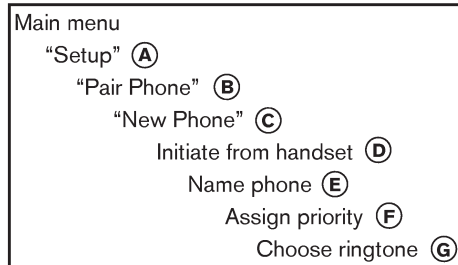 Main menu
“Setup” Ⓐ
“Pair Phone” Ⓑ
“New Phone” Ⓒ
Initiate from handset Ⓓ
Name phone Ⓔ
Assign priority Ⓕ
Choose ringtone Ⓖ